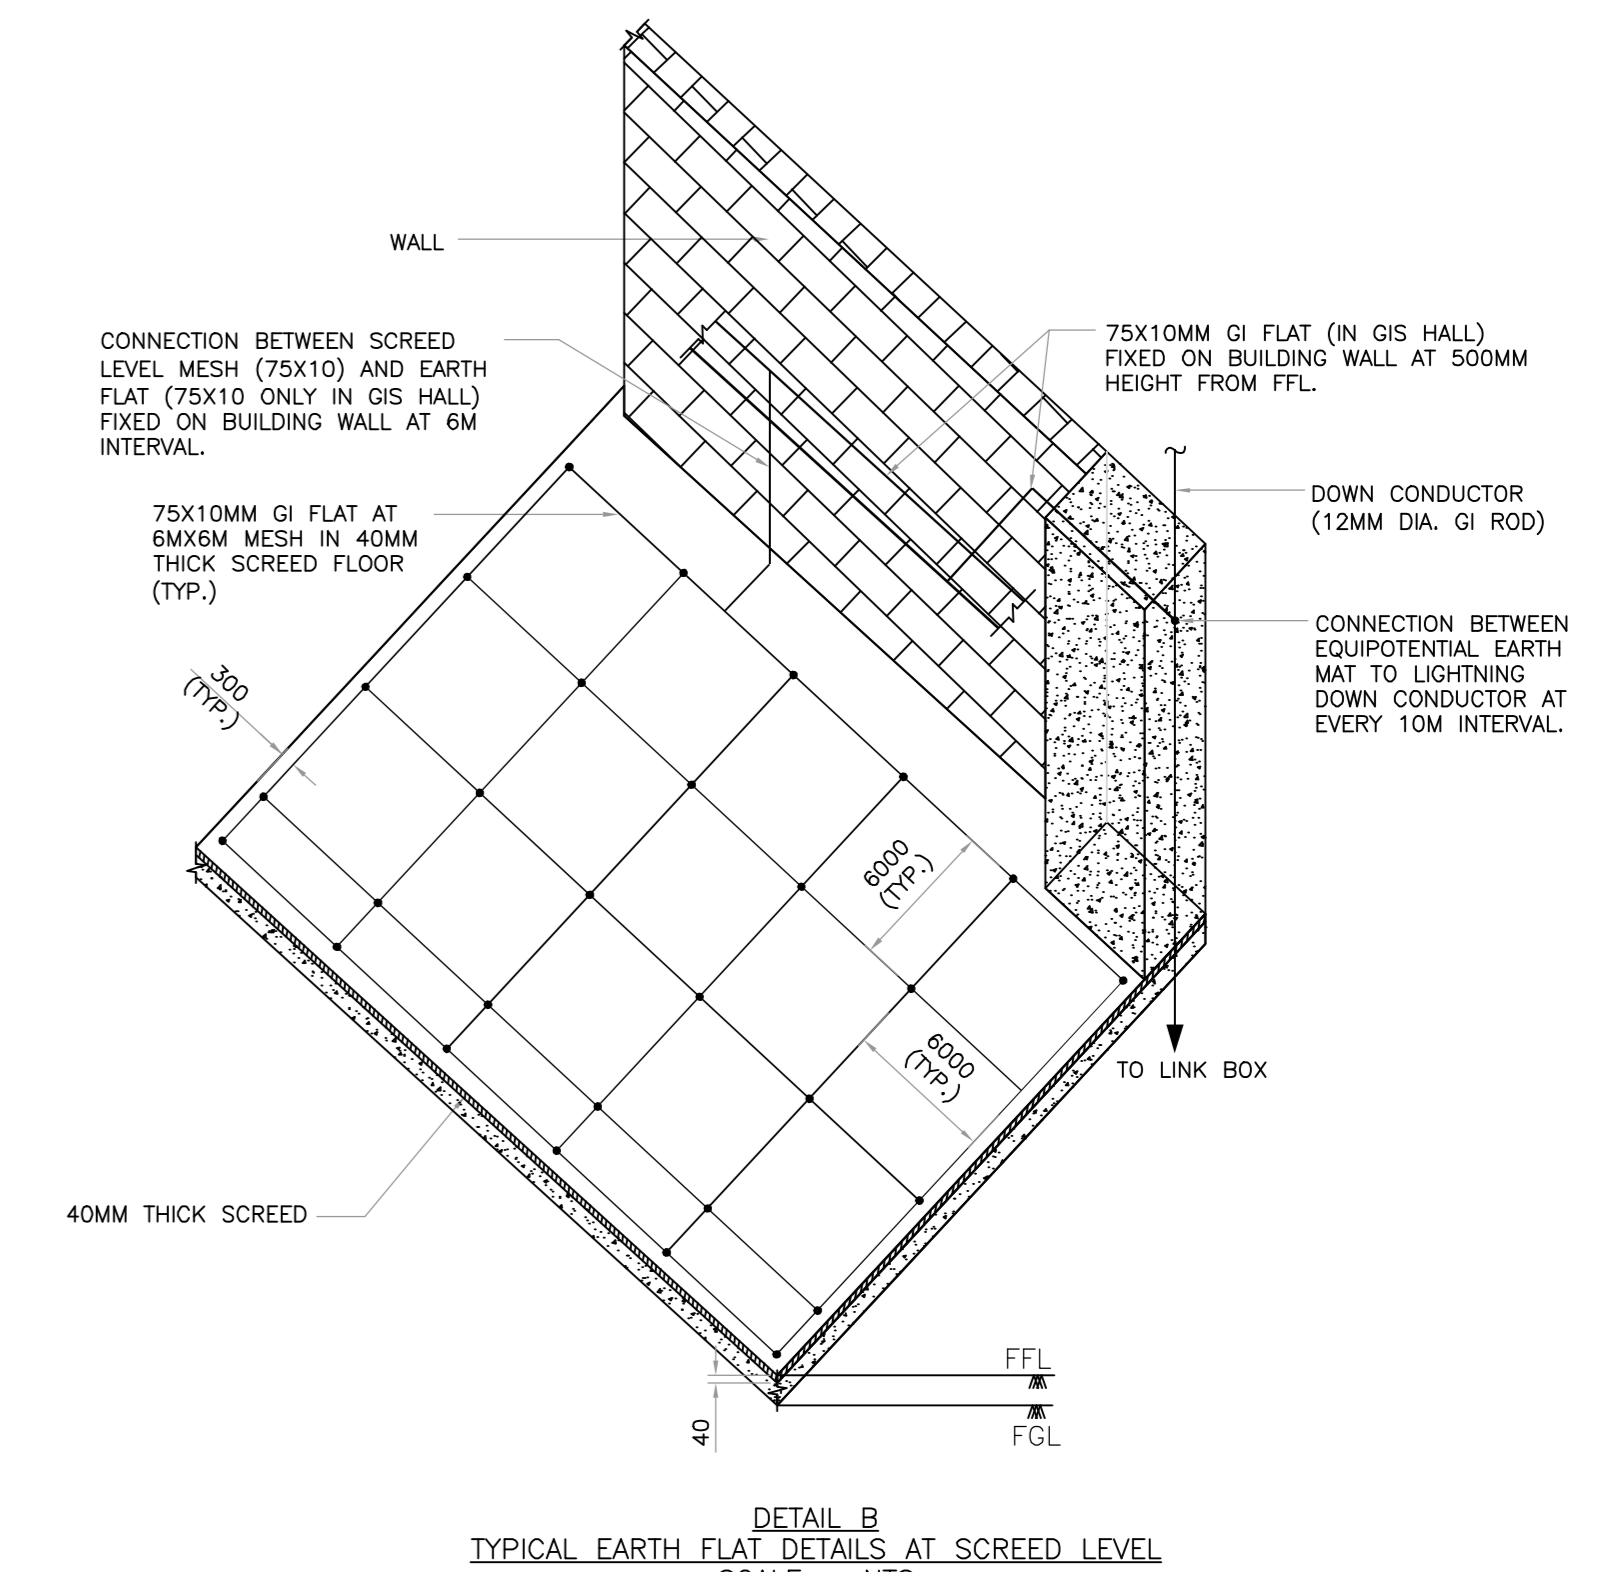 WALL
CONNECTION BETWEEN SCREED
LEVEL MESH (75X10) AND EARTH
FLAT (75X10 ONLY IN GIS HALL)
FIXED ON BUILDING WALL AT 6M
INTERVAL.
75X10MM GI FLAT (IN GIS HALL)
FIXED ON BUILDING WALL AT 500MM
HEIGHT FROM FFL.
75X10MM GI FLAT AT
6MX6M MESH IN 40MM
THICK SCREED FLOOR
(TYP.)
DOWN CONDUCTOR
(12MM DIA. GI ROD)
CONNECTION BETWEEN
EQUIPOTENTIAL EARTH
MAT TO LIGHTNING
DOWN CONDUCTOR AT
EVERY 10M INTERVAL.
300
(TYP.)
6000
(TYP.)
6000
(TYP.)
TO LINK BOX
40MM THICK SCREED
FFL
40
FGL
DETAIL B
TYPICAL EARTH FLAT DETAILS AT SCREED LEVEL